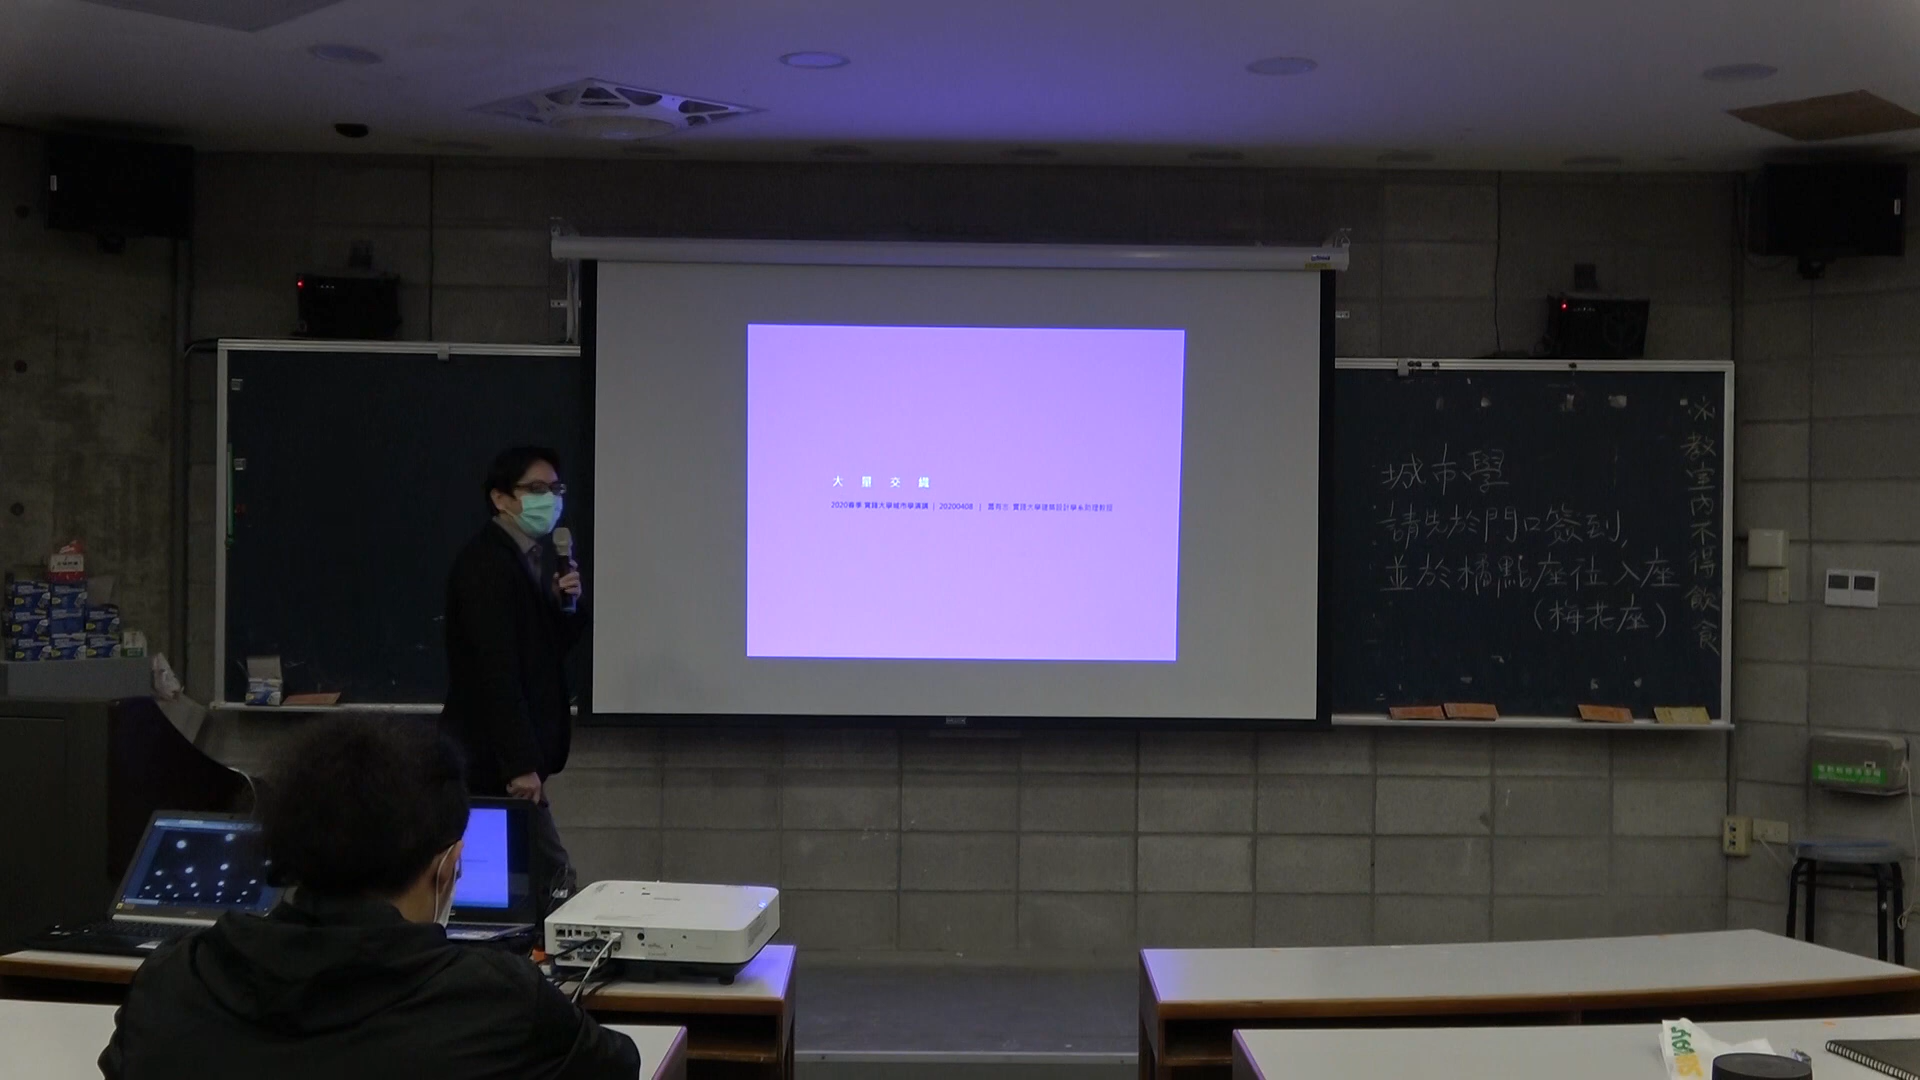 大量交織
2020春季 實踐大學城市學演講 | 20200408 |
實踐大學建築設計學系助理教授
城市學
請先於門口簽到,
並於橘點座位入座
(梅花座)
※教室內不得飲食